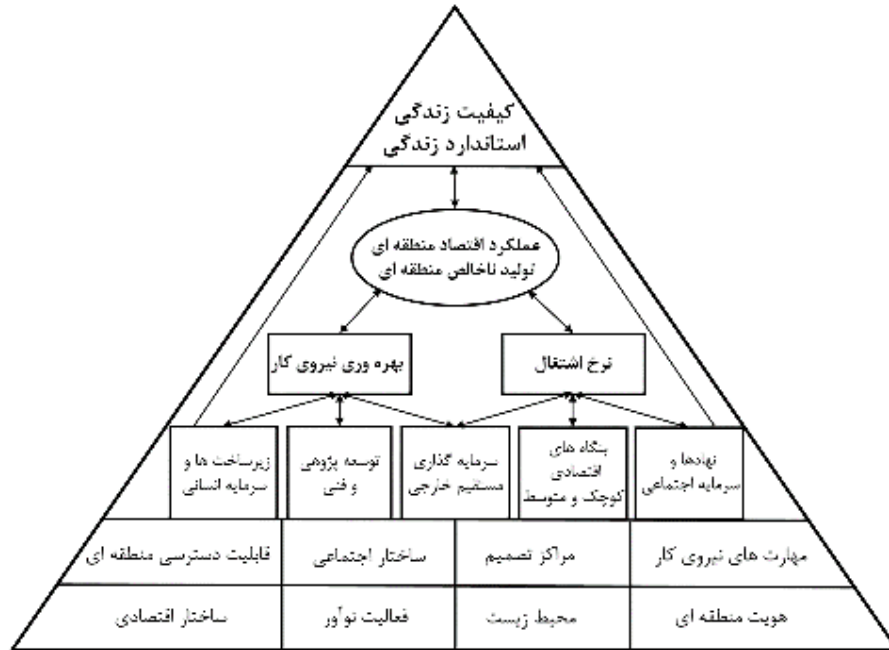 کیفیت زندگی
استاندارد زندگی
عملکرد اقتصاد منطقه ای
تولید ناخالص منطقه ای
نرخ اشتغال
بهره وری نیروی کار
نهادها و
سرمایه اجتماعی
بنگاه های
اقتصادی
کوچک و متوسط
سرمایه گذاری
مستقیم خارجی
توسعه پژوهی
و فنی
زیرساخت ها و
سرمایه انسانی
مهارت های نیروی کار
مراکز تصمیم
ساختار اجتماعی
قابلیت دسترسی منطقه ای
هویت منطقه ای
محیط زیست
فعالیت نوآور
ساختار اقتصادی